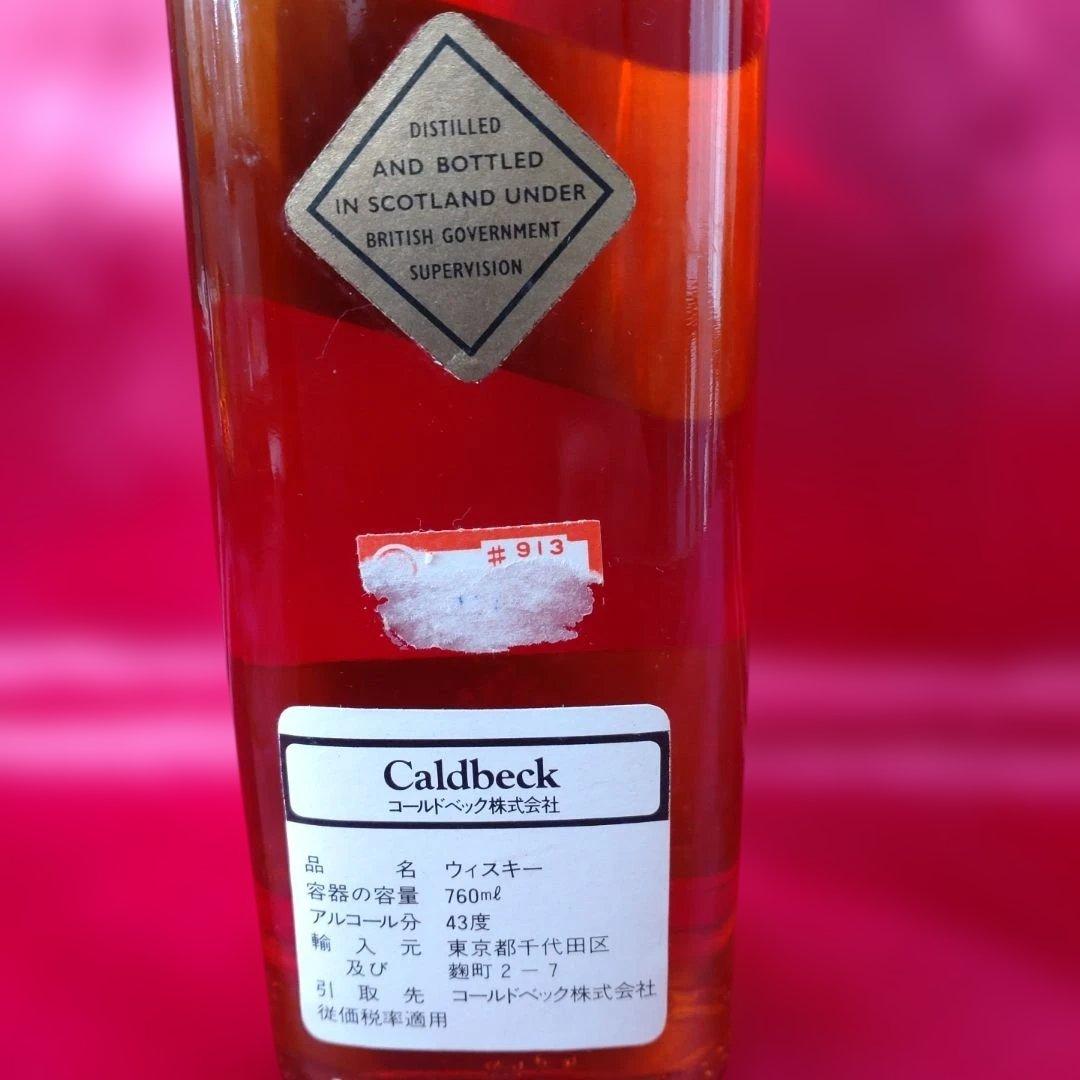 DISTILLED
AND BOTTLED
IN SCOTLAND UNDER
BRITISH GOVERNMENT
SUPERVISION
#913
Caldbeck
コールドベック株式会社
品名 ウィスキー
容器の容量 760ml
アルコール分 43度
輸入元 東京都千代田区
及び 麹町2-7
引取先 コールドベック株式会社
従価税率適用